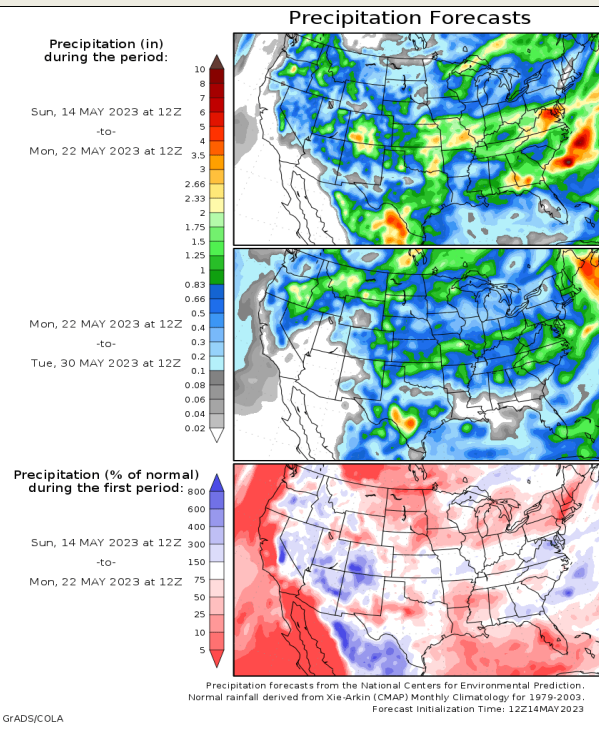 Precipitation Forecasts
Precipitation (in)
during the period:
Sun, 14 MAY 2023 at 12Z
-to-
Mon, 22 MAY 2023 at 12Z
10
8
7
6
5
4
3.5
3
2.66
2.33
2
1.75
1.5
1.25
1
0.83
0.66
0.5
0.4
0.3
0.2
0.1
0.08
0.06
0.04
0.02
Mon, 22 MAY 2023 at 12Z
-to-
Tue, 30 MAY 2023 at 12Z
Precipitation (% of normal)
during the first period:
Sun, 14 MAY 2023 at 12Z
-to-
Mon, 22 MAY 2023 at 12Z
800
600
400
300
150
75
50
25
10
5
Precipitation forecasts from the National Centers for Environmental Prediction.
Normal rainfall derived from Xie-Arkin (CMAP) Monthly Climatology for 1979-2003.
Forecast Initialization Time: 12Z14MAY2023
GrADS/COLA